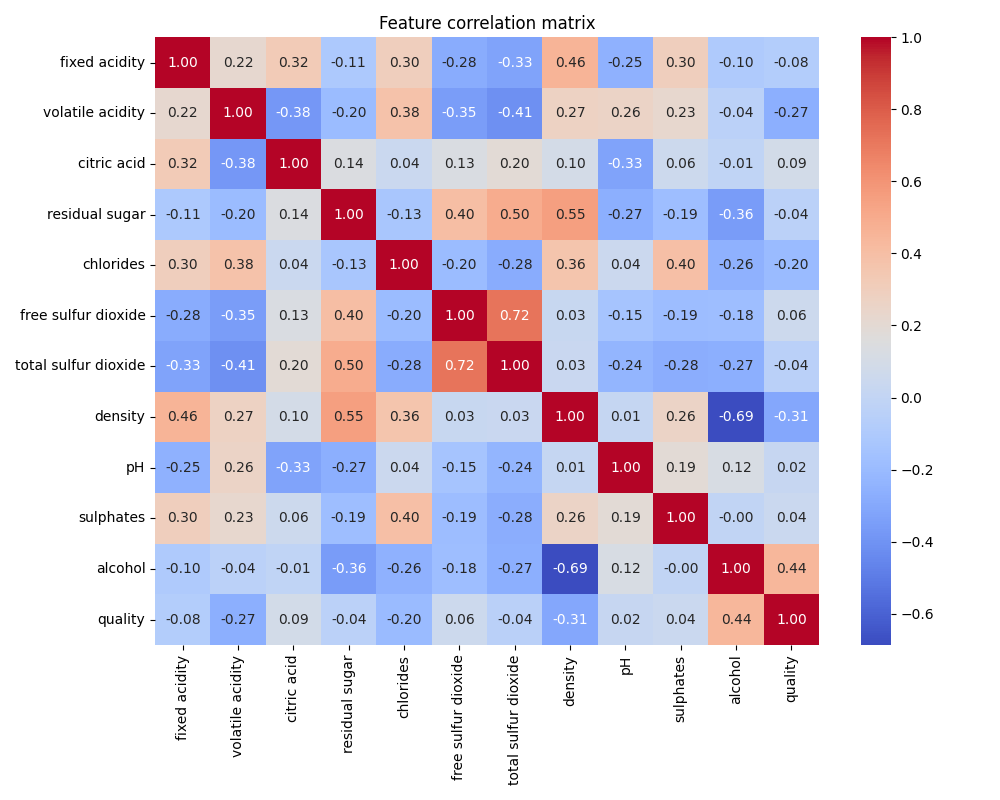 Feature correlation matrix
fixed acidity 1.00 0.22 0.32 -0.11 0.30 -0.28 -0.33 0.46 -0.25 0.30 -0.10 -0.08
volatile acidity 0.22 1.00 -0.38 -0.20 0.38 -0.35 -0.41 0.27 0.26 0.23 -0.04 -0.27
citric acid 0.32 -0.38 1.00 0.14 0.04 0.13 0.20 0.10 -0.33 0.06 -0.01 0.09
residual sugar -0.11 -0.20 0.14 1.00 -0.13 0.40 0.50 0.55 -0.27 -0.19 -0.36 -0.04
chlorides 0.30 0.38 0.04 -0.13 1.00 -0.20 -0.28 0.36 0.04 0.40 -0.26 -0.20
free sulfur dioxide -0.28 -0.35 0.13 0.40 -0.20 1.00 0.72 0.03 -0.15 -0.19 -0.18 0.06
total sulfur dioxide -0.33 -0.41 0.20 0.50 -0.28 0.72 1.00 0.03 -0.24 -0.28 -0.27 -0.04
density 0.46 0.27 0.10 0.55 0.36 0.03 0.03 1.00 0.01 0.26 -0.69 -0.31
pH -0.25 0.26 -0.33 -0.27 0.04 -0.15 -0.24 0.01 1.00 0.19 0.12 0.02
sulphates 0.30 0.23 0.06 -0.19 0.40 -0.19 -0.28 0.26 0.19 1.00 -0.00 0.04
alcohol -0.10 -0.04 -0.01 -0.36 -0.26 -0.18 -0.27 -0.69 0.12 -0.00 1.00 0.44
quality -0.08 -0.27 0.09 -0.04 -0.20 0.06 -0.04 -0.31 0.02 0.04 0.44 1.00
fixed acidity
volatile acidity
citric acid
residual sugar
chlorides
free sulfur dioxide
total sulfur dioxide
density
pH
sulphates
alcohol
quality
1.0
0.8
0.6
0.4
0.2
0.0
−0.2
−0.4
−0.6